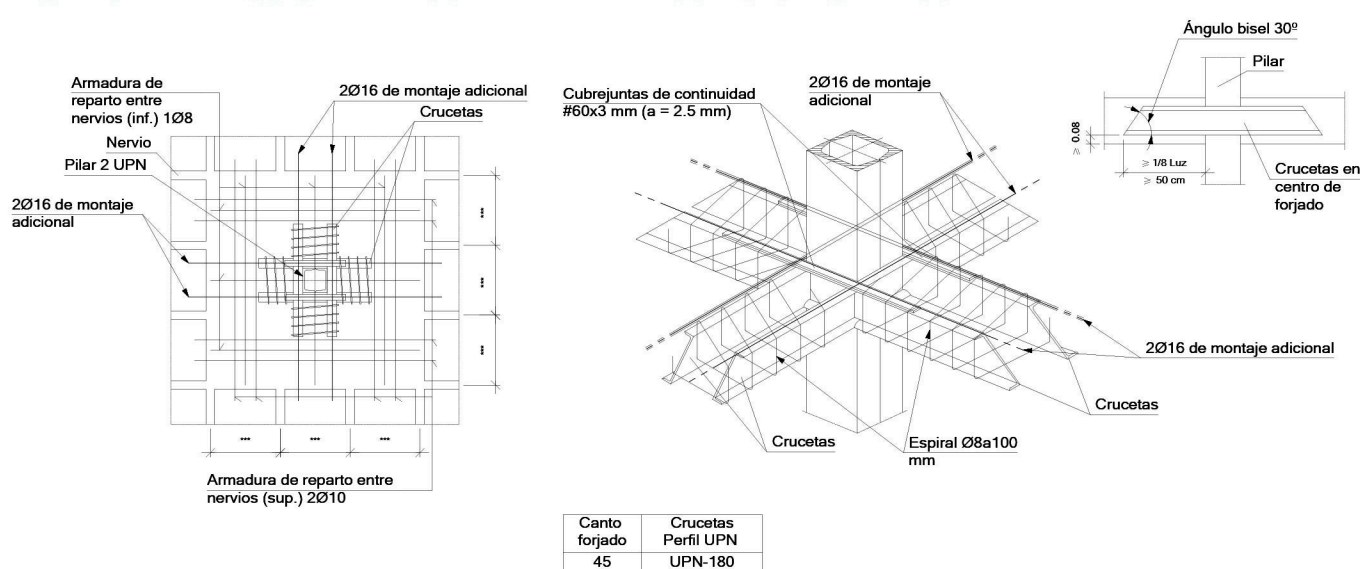 Armadura de
reparto entre
nervios (inf.) 1Ø8
Nervio
Pilar 2 UPN
2Ø16 de montaje
adicional
2Ø16 de montaje adicional
Crucetas
***
***
***
***
***
***
Armadura de reparto entre
nervios (sup.) 2Ø10
Cubrejuntas de continuidad
#60x3 mm (a = 2.5 mm)
2Ø16 de montaje
adicional
2Ø16 de montaje adicional
Crucetas
Crucetas
Espiral Ø8a100
mm
Ángulo bisel 30º
Pilar
≥ 0.08
≥ 1/8 Luz
≥ 50 cm
Crucetas en
centro de
forjado
Canto forjado | Crucetas Perfil UPN
45 | UPN-180